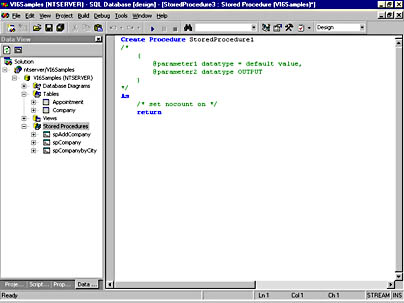 VI6Samples (NTSERVER) - SQL Database [design] - [StoredProcedure3 : Stored Procedure (VI6Samples)*]
File Edit View Project Build Debug Tools Window Help
Design
Data View
Solution
ntserver/VI6Samples
VI6Samples (NTSERVER)
Database Diagrams
Tables
Appointment
Company
Views
Stored Procedures
spAddCompany
spCompany
spCompanybyCity
Create Procedure StoredProcedure1
/*
(
@parameter1 datatype = default value,
@parameter2 datatype OUTPUT
)
*/
As
/* set nocount on */
return
Proje... Script... Prop... Data ...
Ready Ln 1 Col 1 Ch 1 STREAM INS